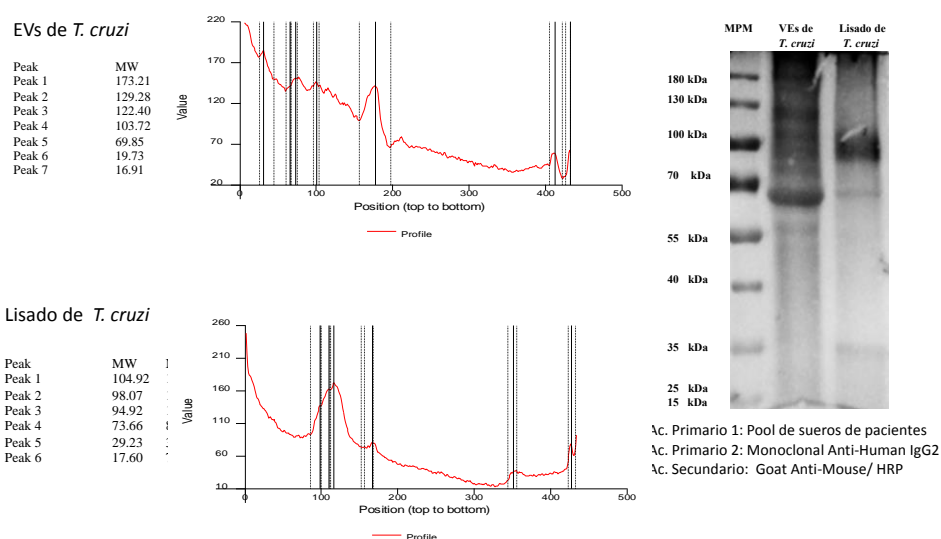 EVs de T. cruzi
Peak MW
Peak 1 173.21
Peak 2 129.28
Peak 3 122.40
Peak 4 103.72
Peak 5 69.85
Peak 6 19.73
Peak 7 16.91
220
170
120
70
20
Value
0 100 200 300 400 500
Position (top to bottom)
Profile
Lisado de T. cruzi
Peak MW
Peak 1 104.92
Peak 2 98.07
Peak 3 94.92
Peak 4 73.66
Peak 5 29.23
Peak 6 17.60
260
210
160
110
60
10
Value
0 100 200 300 400 500
Position (top to bottom)
Profile
MPM VEs de Lisado de
T. cruzi T. cruzi
180 kDa
130 kDa
100 kDa
70 kDa
55 kDa
40 kDa
35 kDa
25 kDa
15 kDa
Ac. Primario 1: Pool de sueros de pacientes
Ac. Primario 2: Monoclonal Anti-Human IgG2
Ac. Secundario: Goat Anti-Mouse/ HRP